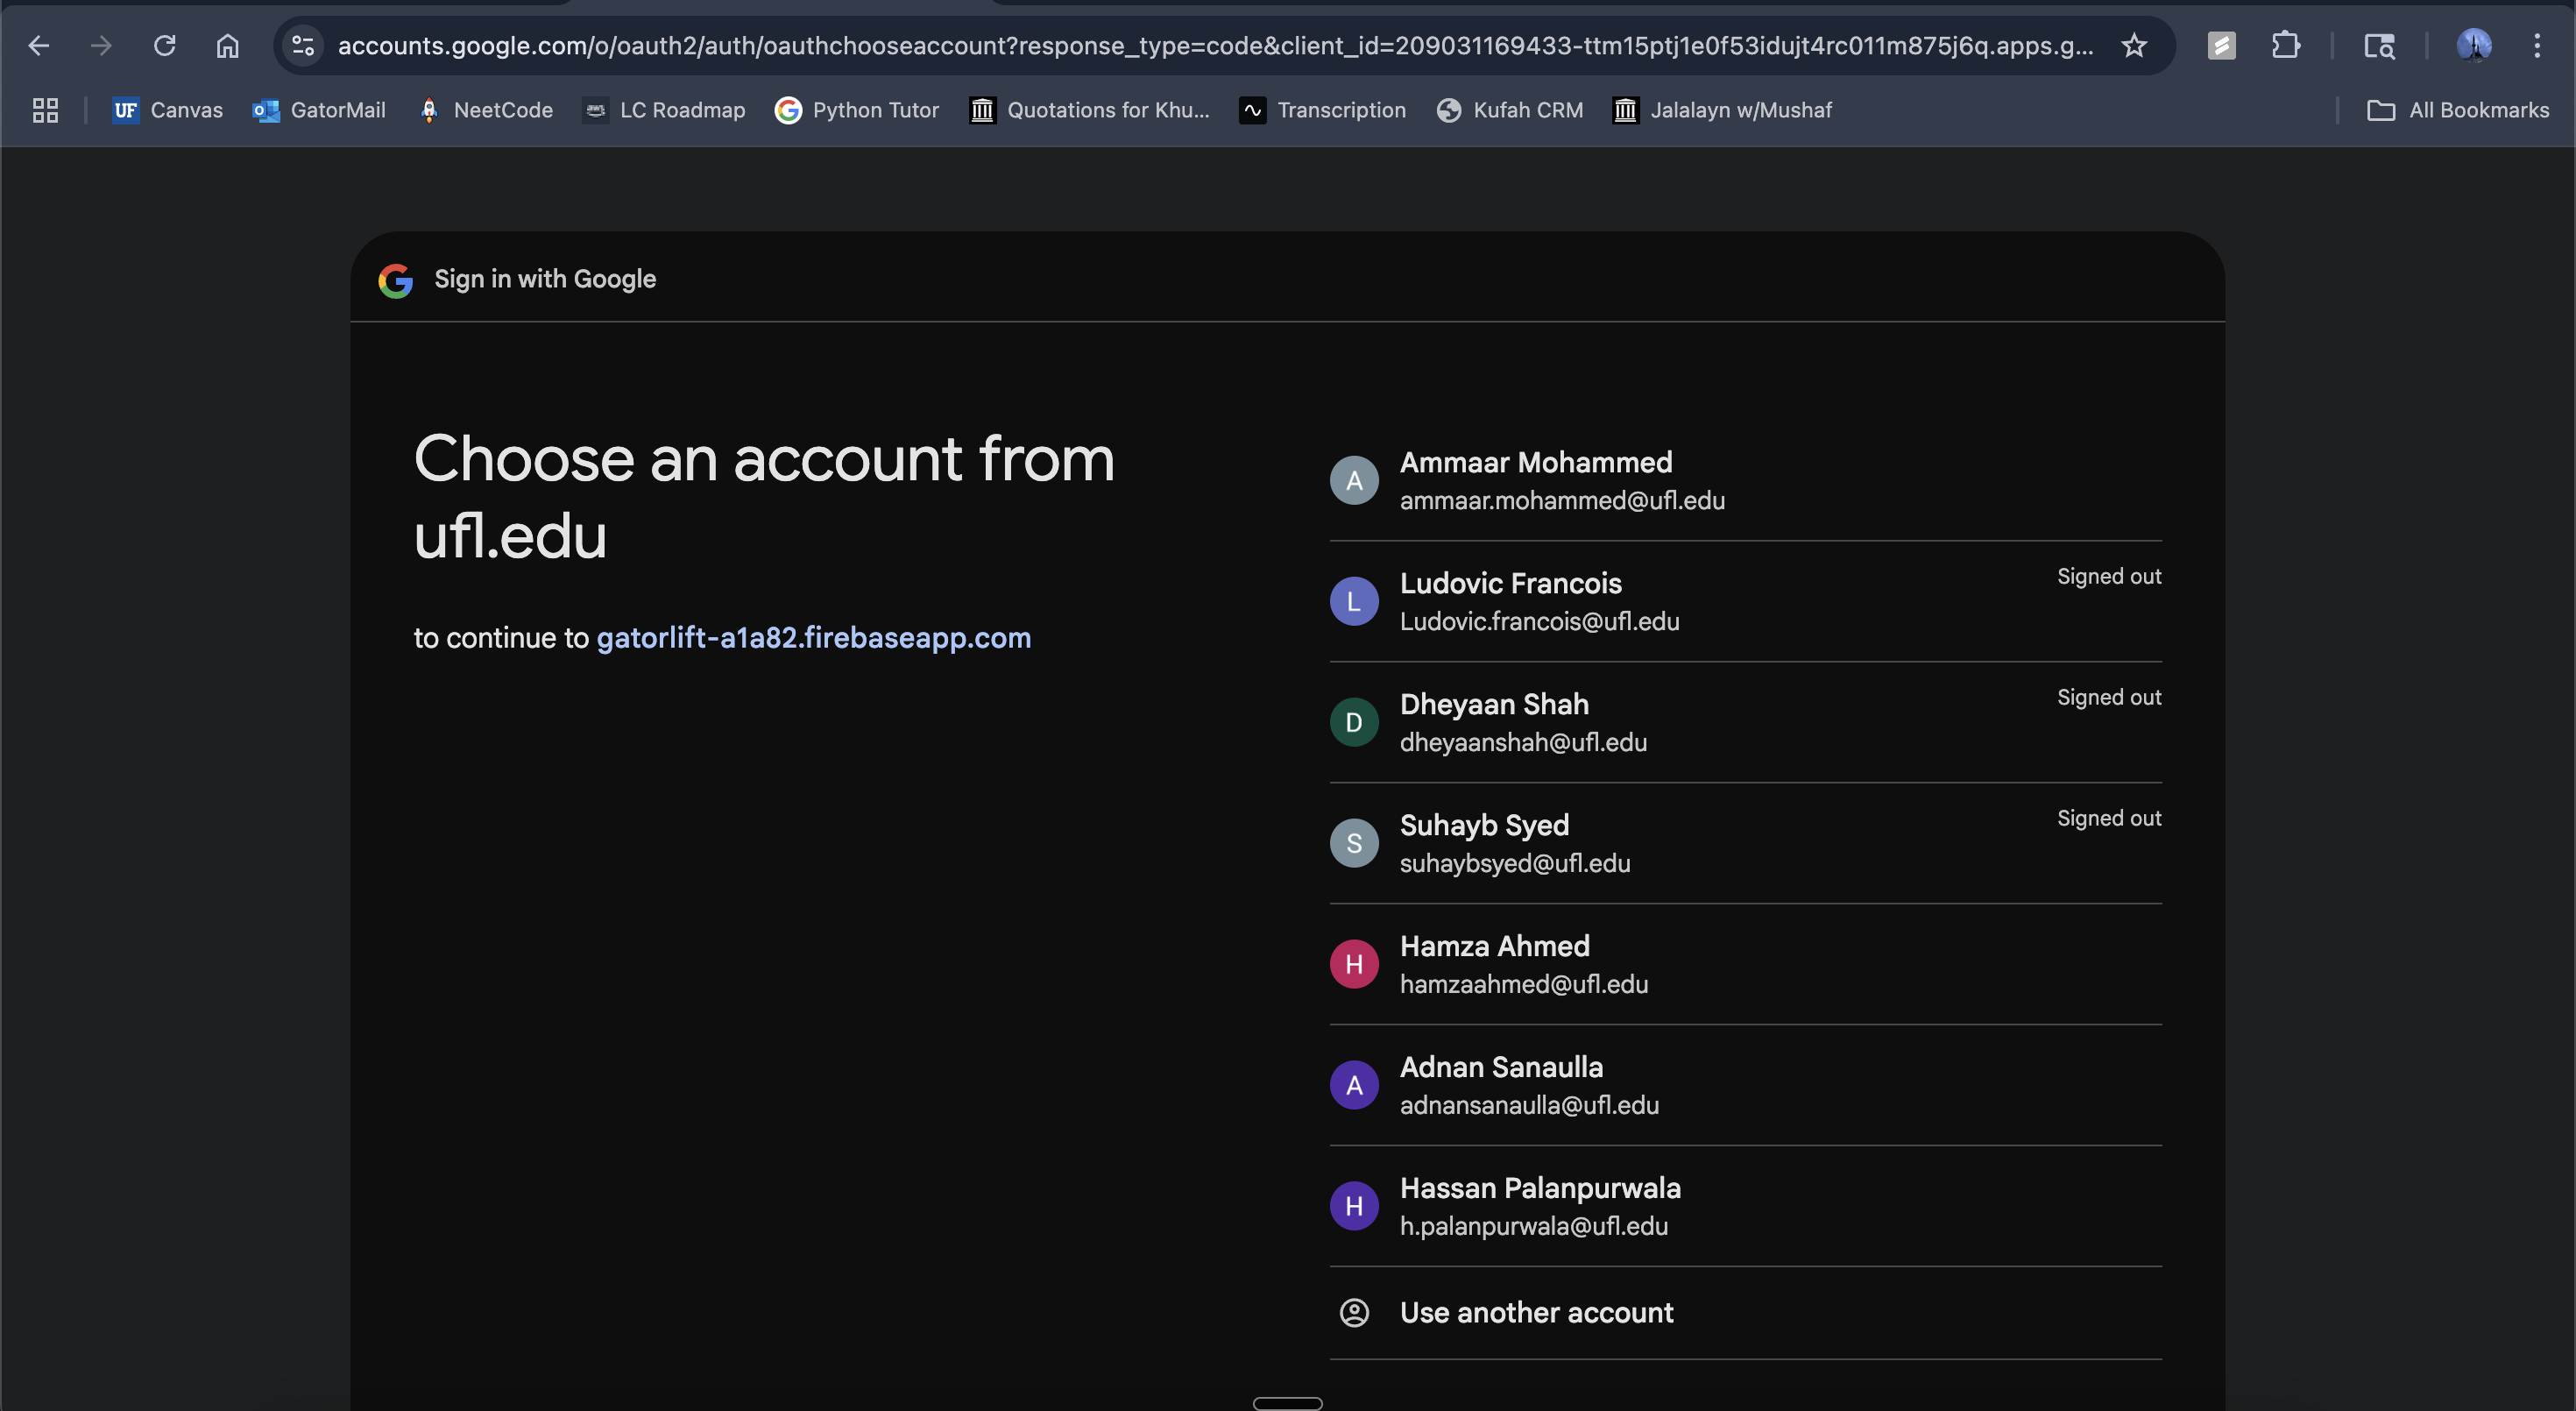 accounts.google.com/o/oauth2/auth/oauthchooseaccount?response_type=code&client_id=209031169433-ttm15ptj1e0f53idujt4rc011m875j6q.apps.g...
UF Canvas GatorMail NeetCode LC Roadmap Python Tutor Quotations for Khu... Transcription Kufah CRM Jalalayn w/Mushaf All Bookmarks
Sign in with Google
Choose an account from
ufl.edu
to continue to gatorlift-a1a82.firebaseapp.com
A Ammaar Mohammed
ammaar.mohammed@ufl.edu
L Ludovic Francois Signed out
Ludovic.francois@ufl.edu
D Dheyaan Shah Signed out
dheyaanshah@ufl.edu
S Suhayb Syed Signed out
suhaybsyed@ufl.edu
H Hamza Ahmed
hamzaahmed@ufl.edu
A Adnan Sanaulla
adnansanaulla@ufl.edu
H Hassan Palanpurwala
h.palanpurwala@ufl.edu
Use another account